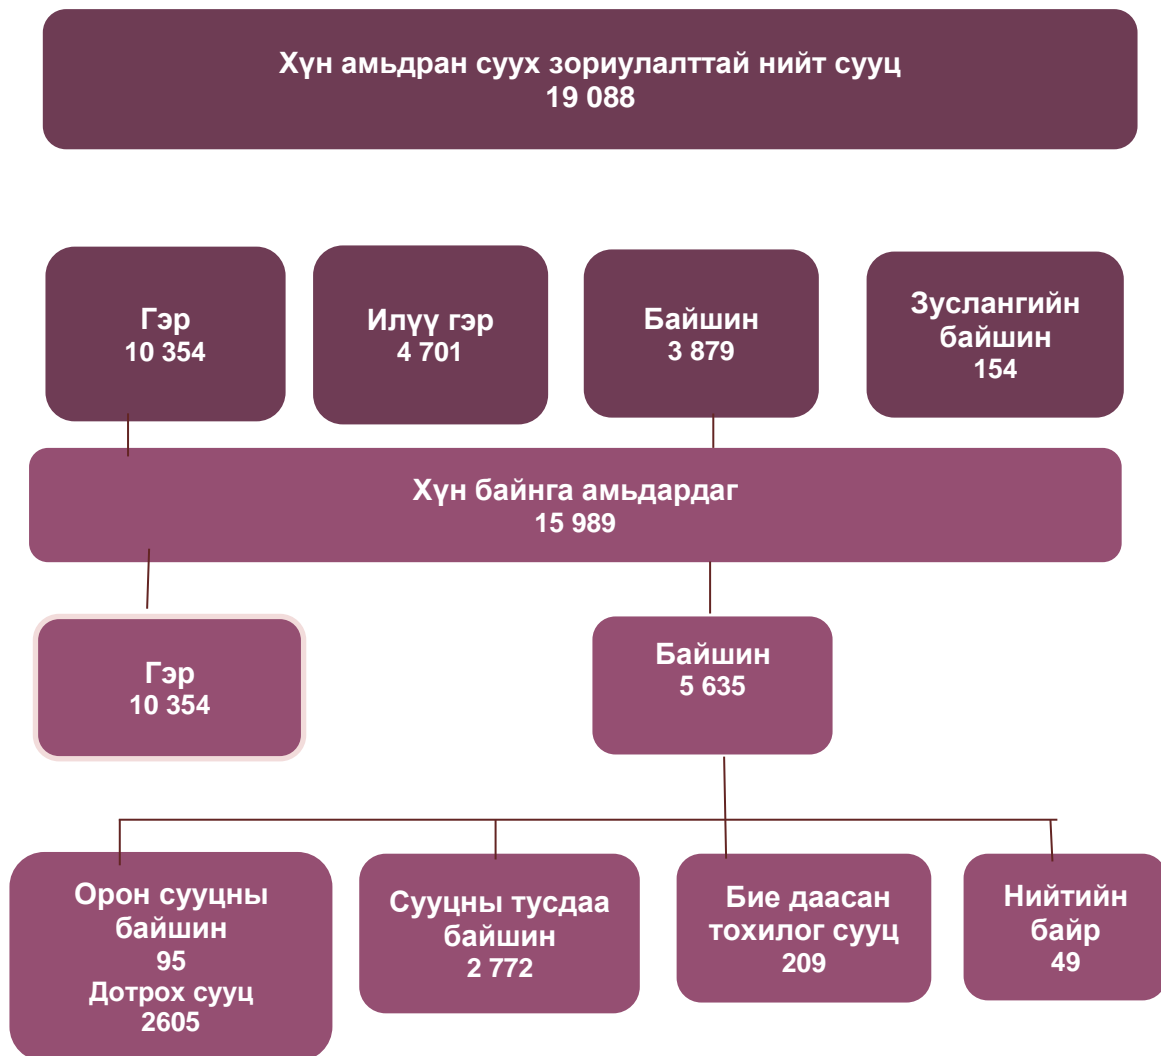 Хүн амьдран суух зориулалттай нийт сууц
19 088
Гэр
10 354
Илүү гэр
4 701
Байшин
3 879
Зуслангийн
байшин
154
Хүн байнга амьдардаг
15 989
Гэр
10 354
Байшин
5 635
Орон сууцны
байшин
95
Дотрох сууц
2605
Сууцны тусдаа
байшин
2 772
Бие даасан
тохилог сууц
209
Нийтийн
байр
49